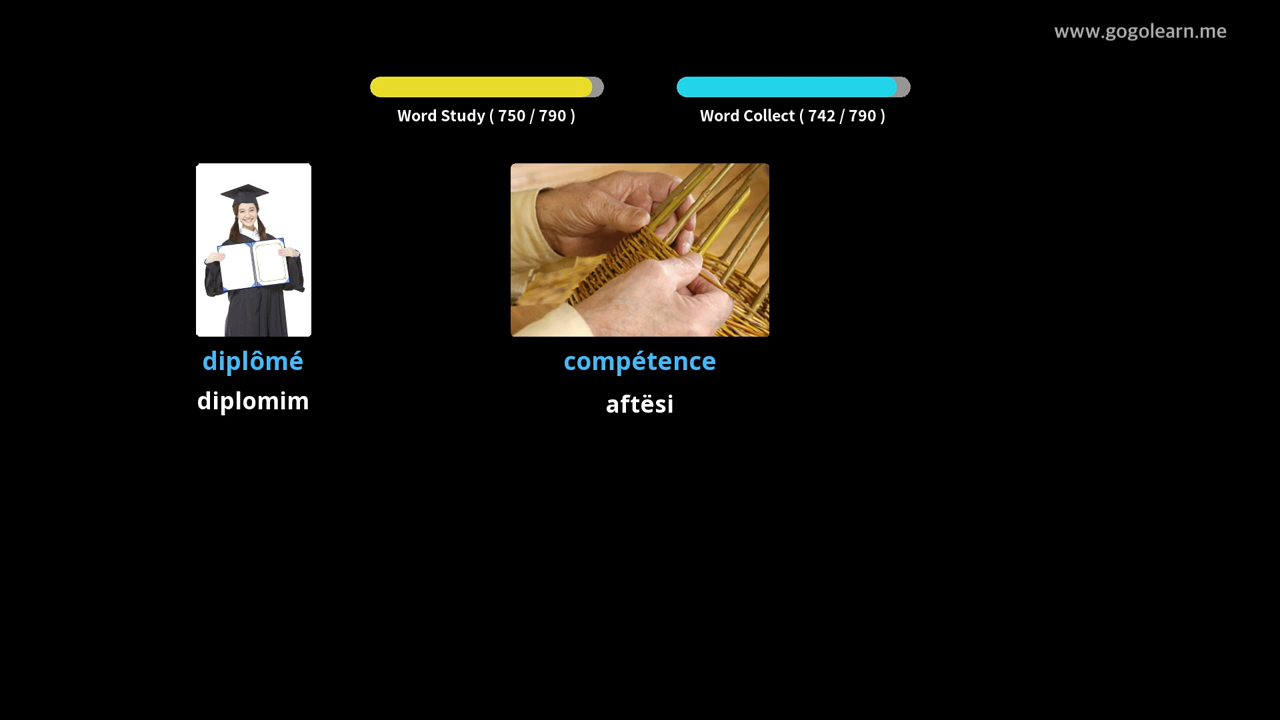 www.gogolearn.me
Word Study ( 750 / 790 )
Word Collect ( 742 / 790 )
diplômé
diplomim
compétence
aftësi